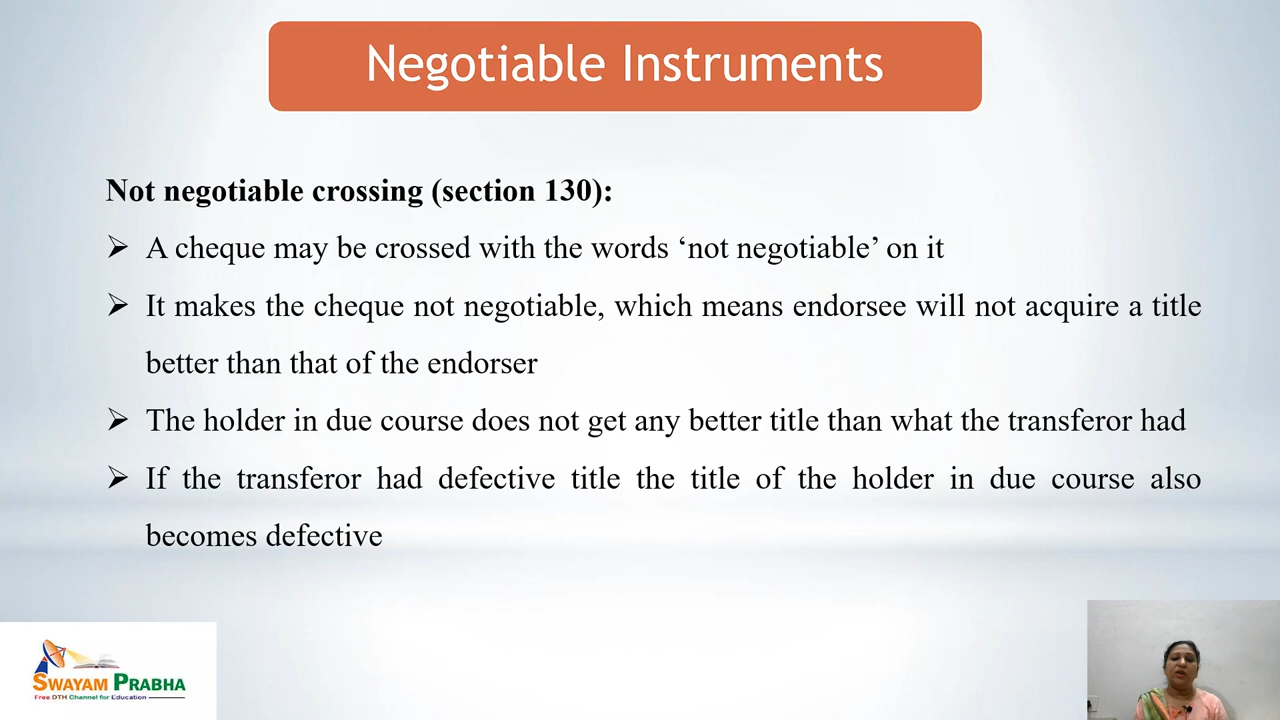 Negotiable Instruments
Not negotiable crossing (section 130):
➢ A cheque may be crossed with the words ‘not negotiable’ on it
➢ It makes the cheque not negotiable, which means endorsee will not acquire a title
better than that of the endorser
➢ The holder in due course does not get any better title than what the transferor had
➢ If the transferor had defective title the title of the holder in due course also
becomes defective
SWAYAM PRABHA
Free DTH Channel for Education